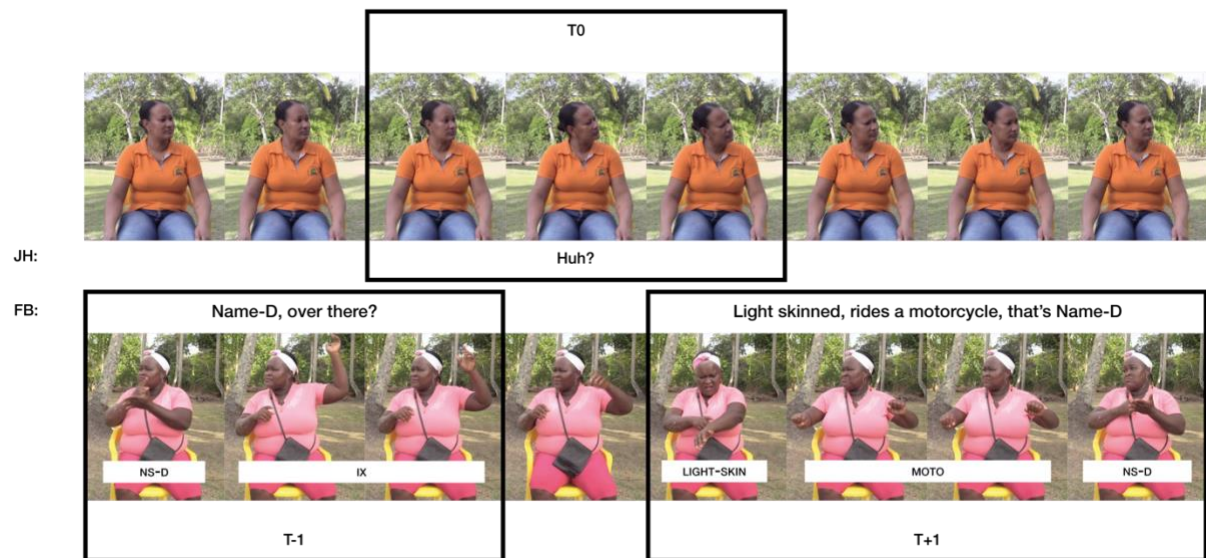 T0
JH:
Huh?
FB:
Name-D, over there?
Light skinned, rides a motorcycle, that's Name-D
NS-D
IX
LIGHT-SKIN
MOTO
NS-D
T-1
T+1